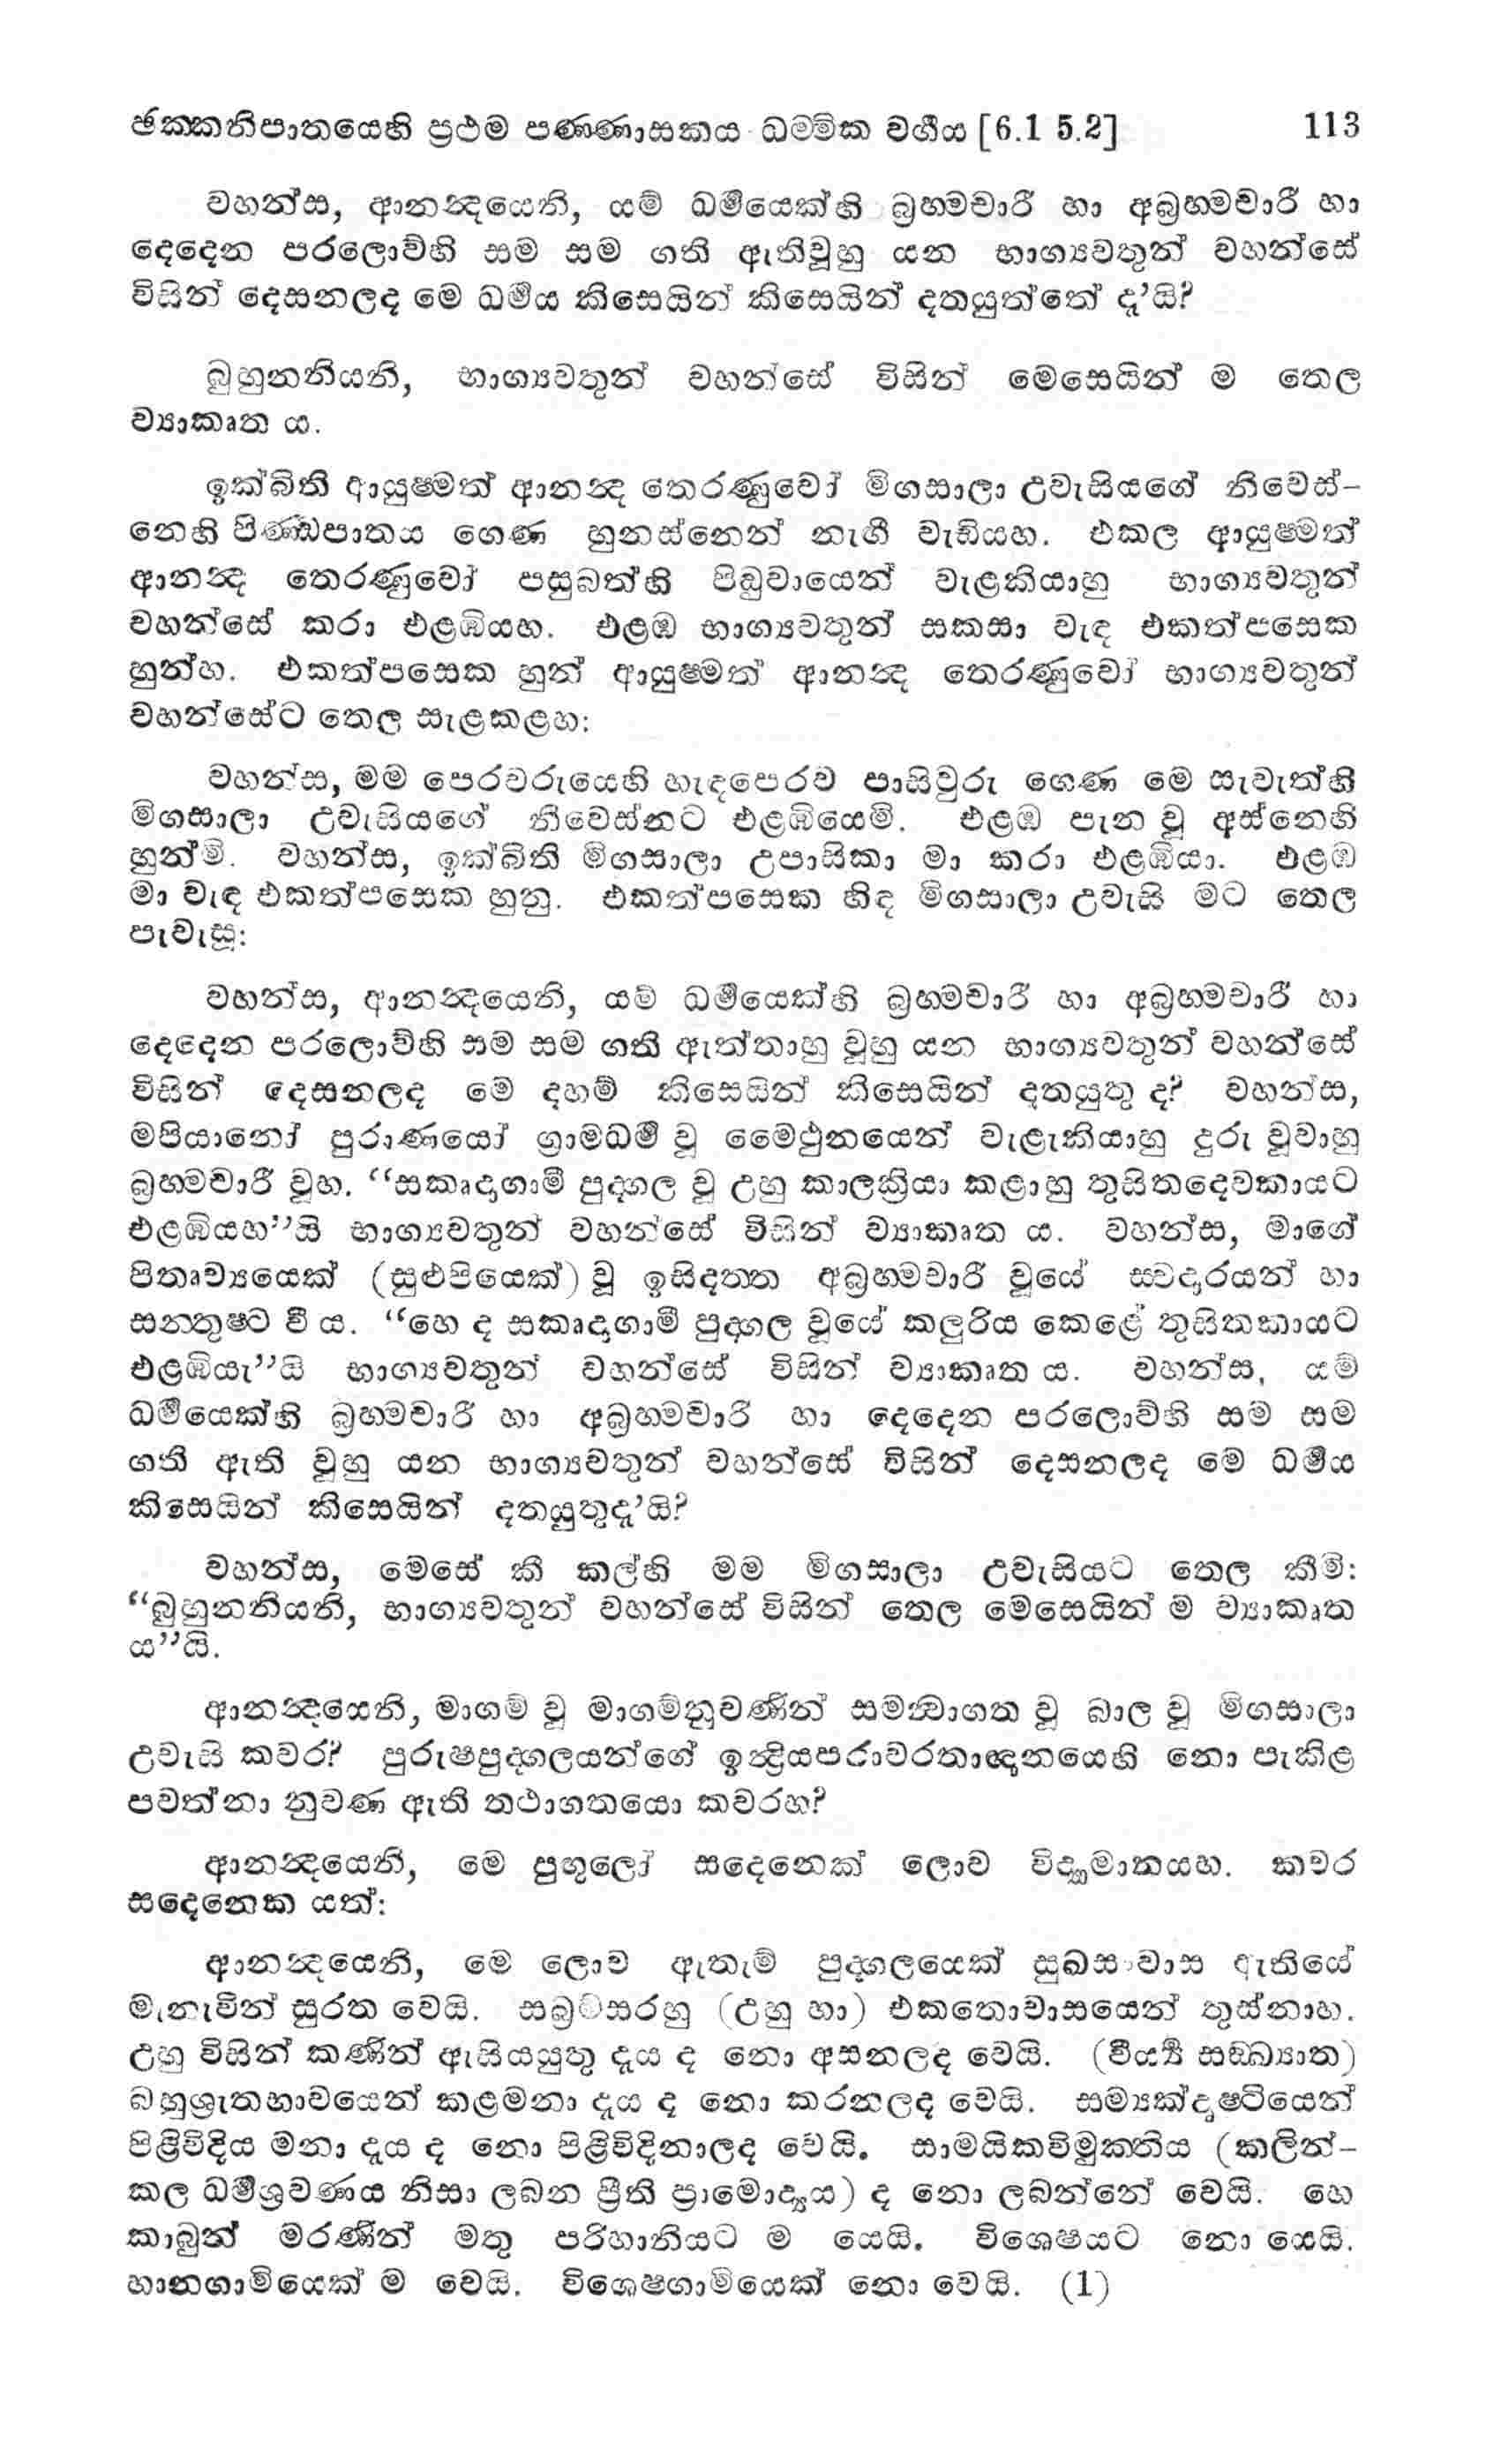 ඡක්කනිපාතයෙහි ප්‍රථම පණ්ණාසකය ධම්මික වර්ගය [6.1 5.2] 113
වහන්ස, ආනන්දයෙනි, යම් ධර්මයෙක්හි බ්‍රහ්මචාරී හා අබ්‍රහ්මචාරී හා
දෙදෙන පරලොව්හි සම සම ගති ඇතිවූහු යන භාග්‍යවතුන් වහන්සේ
විසින් දෙසනලද මෙ ධර්මය කිසෙයින් කිසෙයින් දතයුත්තේ දැ’යි?
බුහුනනියනි, භාග්‍යවතුන් වහන්සේ විසින් මෙසෙයින් ම තෙල
ව්‍යාකෘත ය.
ඉක්බිති ආයුෂ්මත් ආනන්ද තෙරණුවෝ මිගසාලා උවැසියගේ නිවෙස්-
නෙහි පිණ්ඩපාතය ගෙණ හුනස්නෙන් නැගී වැඩියහ. එකල ආයුෂ්මත්
ආනන්ද තෙරණුවෝ පසුබත්හි පිඬුවායෙන් වැළකියාහු භාග්‍යවතුන්
වහන්සේ කරා එළඹියහ. එළඹ භාග්‍යවතුන් සකසා වැඳ එකත්පසෙක
හුන්හ. එකත්පසෙක හුන් ආයුෂ්මත් ආනන්ද තෙරණුවෝ භාග්‍යවතුන්
වහන්සේට තෙල සැළකළහ:
වහන්ස, මම පෙරවරුයෙහි හැඳපෙරව පාසිවුරු ගෙණ මෙ සැවැත්හි
මිගසාලා උවැසියගේ නිවෙස්නට එළඹියෙමි. එළඹ පැන වූ අස්නෙහි
හුන්මි. වහන්ස, ඉක්බිති මිගසාලා උපාසිකා මා කරා එළඹියා. එළඹ
මා වැඳ එකත්පසෙක හුනු. එකත්පසෙක හිඳ මිගසාලා උවැසි මට තෙල
පැවැසූ:
වහන්ස, ආනන්දයෙනි, යම් ධර්මයෙක්හි බ්‍රහ්මචාරී හා අබ්‍රහ්මචාරී හා
දෙදෙන පරලොව්හි සම සම ගති ඇත්තාහු වූහු යන භාග්‍යවතුන් වහන්සේ
විසින් දෙසනලද මේ දහම් කිසෙයින් කිසෙයින් දතයුතු ද? වහන්ස,
මපියානෝ පුරාණයෝ ග්‍රාමධර්ම වූ මෛථුනයෙන් වැළැකියාහු දුරු වූවාහු
බ්‍රහ්මචාරී වූහ. “සකෘදාගාමී පුද්ගල වූ උහු කාලක්‍රියා කළාහු තුසිතදෙවකායට
එළඹියහ”යි භාග්‍යවතුන් වහන්සේ විසින් ව්‍යාකෘත ය. වහන්ස, මාගේ
පිතෘව්‍යයෙක් (සුළුපියෙක්) වූ ඉසිදත්ත අබ්‍රහ්මචාරී වූයේ ස්වදාරයන් හා
සන්තුෂ්ට වී ය. “හෙ ද සකෘදාගාමී පුද්ගල වූයේ කලුරිය කෙළේ තුසිතකායට
එළඹියැ”යි භාග්‍යවතුන් වහන්සේ විසින් ව්‍යාකෘත ය. වහන්ස, යම්
ධර්මයෙක්හි බ්‍රහ්මචාරී හා අබ්‍රහ්මචාරී හා දෙදෙන පරලොව්හි සම සම
ගති ඇති වූහු යන භාග්‍යවතුන් වහන්සේ විසින් දෙසනලද මෙ ධර්මය
කිසෙයින් කිසෙයින් දතයුතුදැ’යි?
වහන්ස, මෙසේ කී කල්හි මම මිගසාලා උවැසියට තෙල කීමි:
“බුහුනනියනි, භාග්‍යවතුන් වහන්සේ විසින් තෙල මෙසෙයින් ම ව්‍යාකෘත
ය”යි.
ආනන්දයෙනි, මාගම් වූ මාගම්නුවණින් සමන්වාගත වූ බාල වූ මිගසාලා
උවැසි කවර? පුරුෂපුද්ගලයන්ගේ ඉන්ද්‍රියපරාවරතාඥානයෙහි නො පැකිළ
පවත්නා නුවණ ඇති තථාගතයො කවරහ?
ආනන්දයෙනි, මෙ පුඟුලෝ සදෙනෙක් ලොව විද්‍යමානයහ. කවර
සදෙනෙක යත්:
ආනන්දයෙනි, මෙ ලොව ඇතැම් පුද්ගලයෙක් සුඛසංවාස ඇතියේ
මැනැවින් සුරත වෙයි. සබ්‍රම්සරහු (උහු හා) එකතොවාසයෙන් තුස්නාහ.
උහු විසින් කණින් ඇසියයුතු දැය ද නො අසනලද වෙයි. (වීර්ය්‍ය සඞ්ඛ්‍යාත)
බහුශ්‍රැතභාවයෙන් කළමනා දැය ද නො කරනලද වෙයි. සම්‍යක්දෘෂ්ටියෙන්
පිළිවිදිය මනා දැය ද නො පිළිවිදිනාලද වෙයි. සාමයිකවිමුක්තිය (කලින්-
කල ධර්මශ්‍රවණය නිසා ලබන ප්‍රීති ප්‍රාමොද්‍යය) ද නො ලබන්නේ වෙයි. හෙ
කාබුන් මරණින් මතු පරිහානියට ම යෙයි. විශෙෂයට නො යෙයි.
හානගාමියෙක් ම වෙයි. විශෙෂගාමියෙක් නො වෙයි. (1)